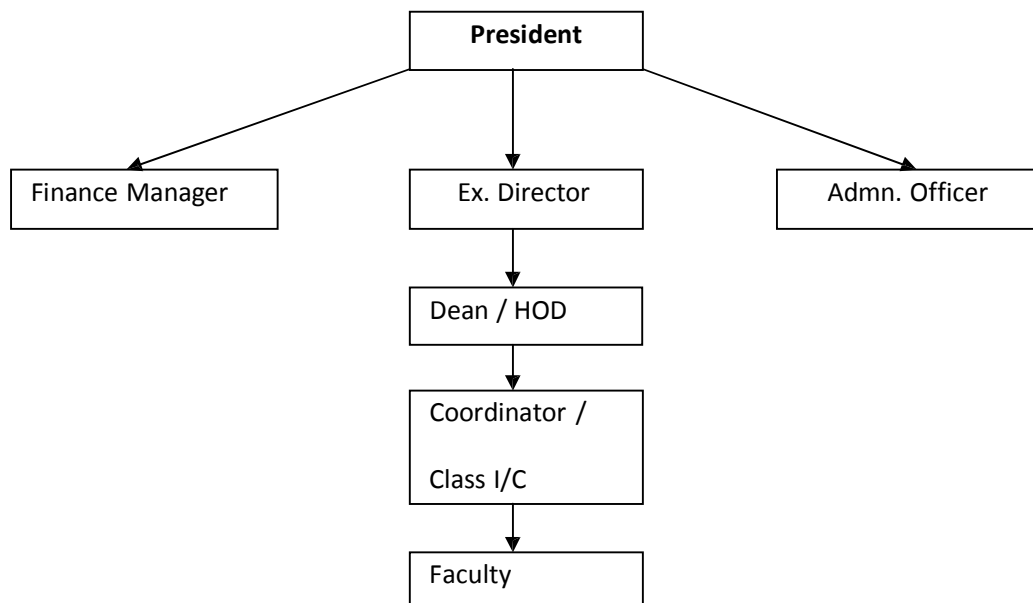 President
Finance Manager
Ex. Director
Admn. Officer
Dean / HOD
Coordinator /
Class I/C
Faculty